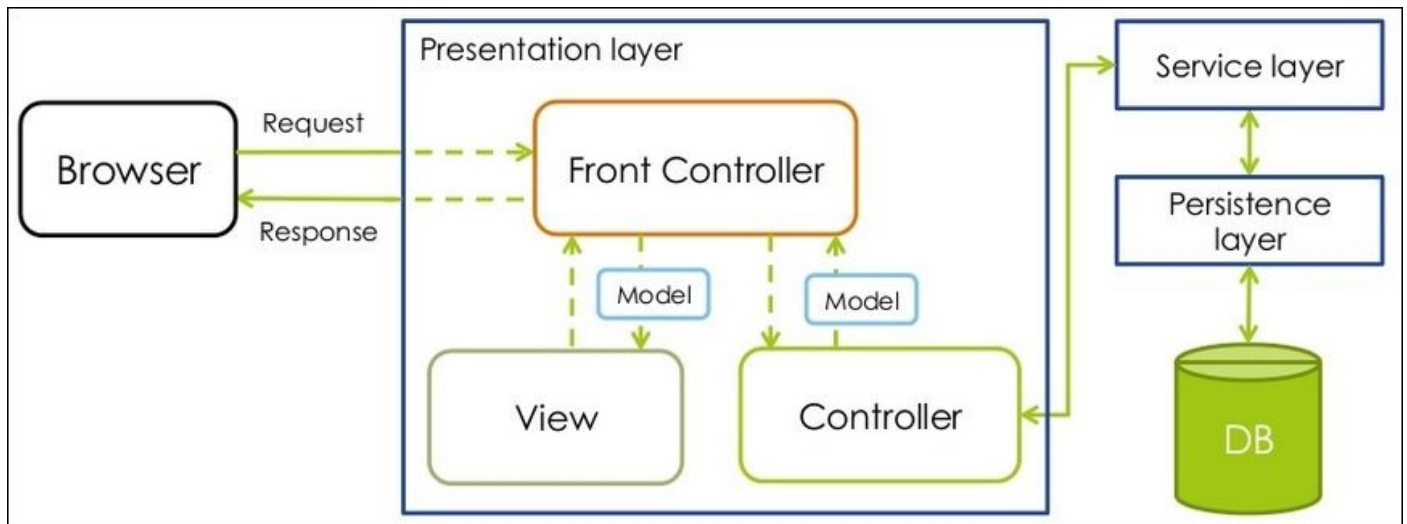 Presentation layer
Browser
Request
Response
Front Controller
Model
Model
View
Controller
Service layer
Persistence
layer
DB